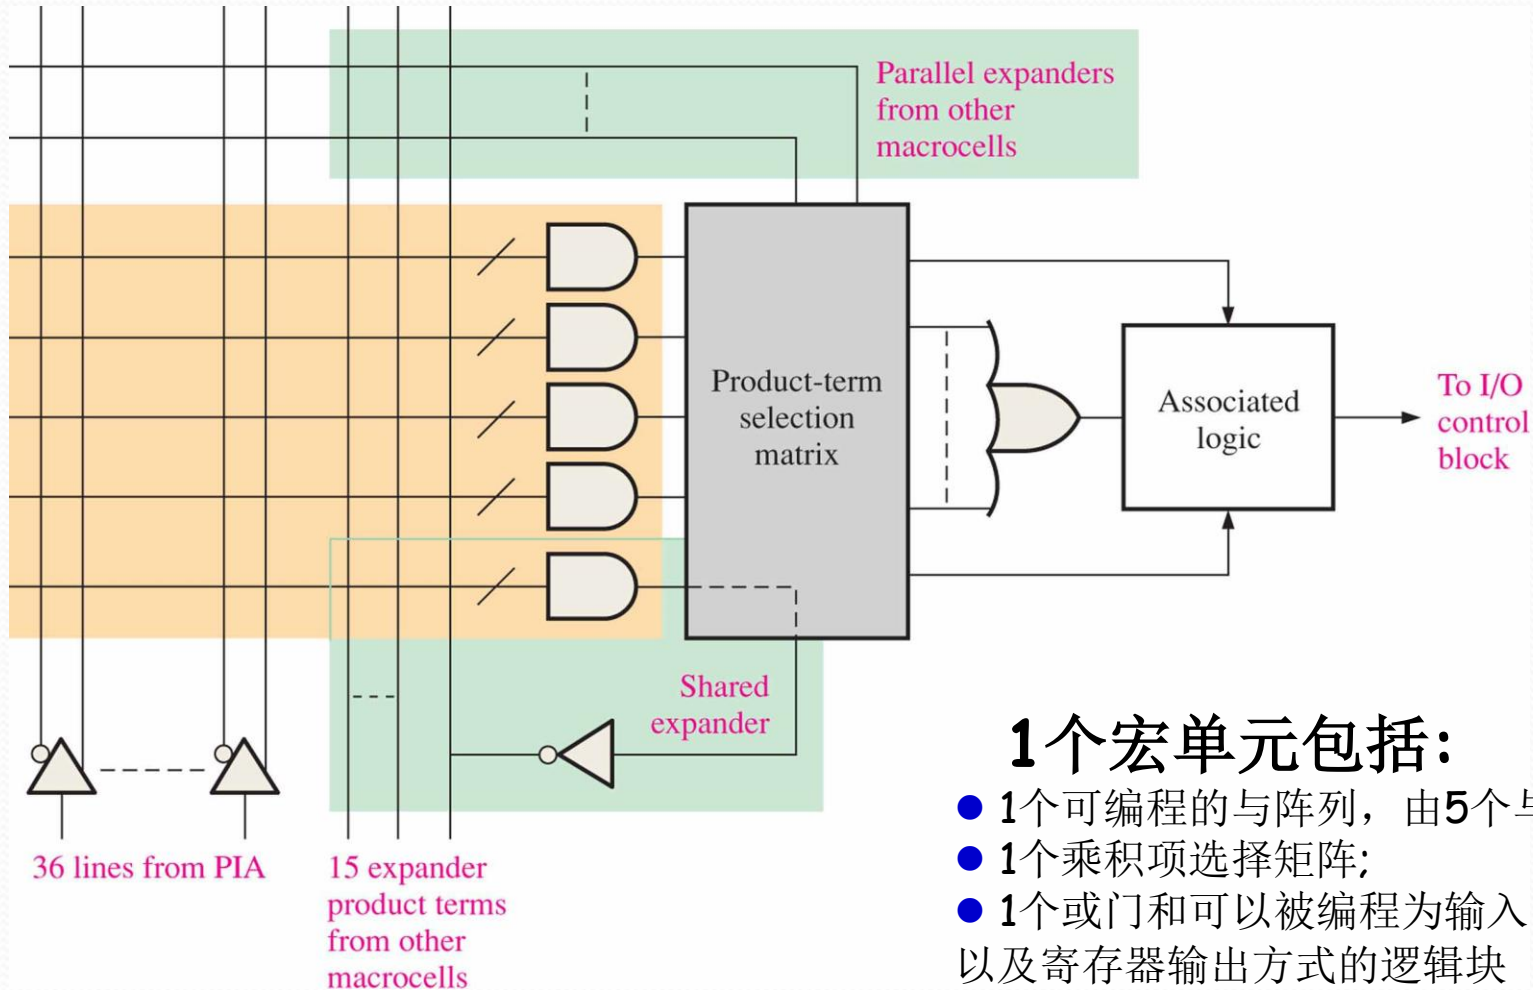 Parallel expanders
from other
macrocells
Product-term
selection
matrix
Associated
logic
To I/O
control
block
Shared
expander
36 lines from PIA
15 expander
product terms
from other
macrocells
1个宏单元包括:
● 1个可编程的与阵列，由5个
● 1个乘积项选择矩阵;
● 1个或门和可以被编程为输入
以及寄存器输出方式的逻辑块